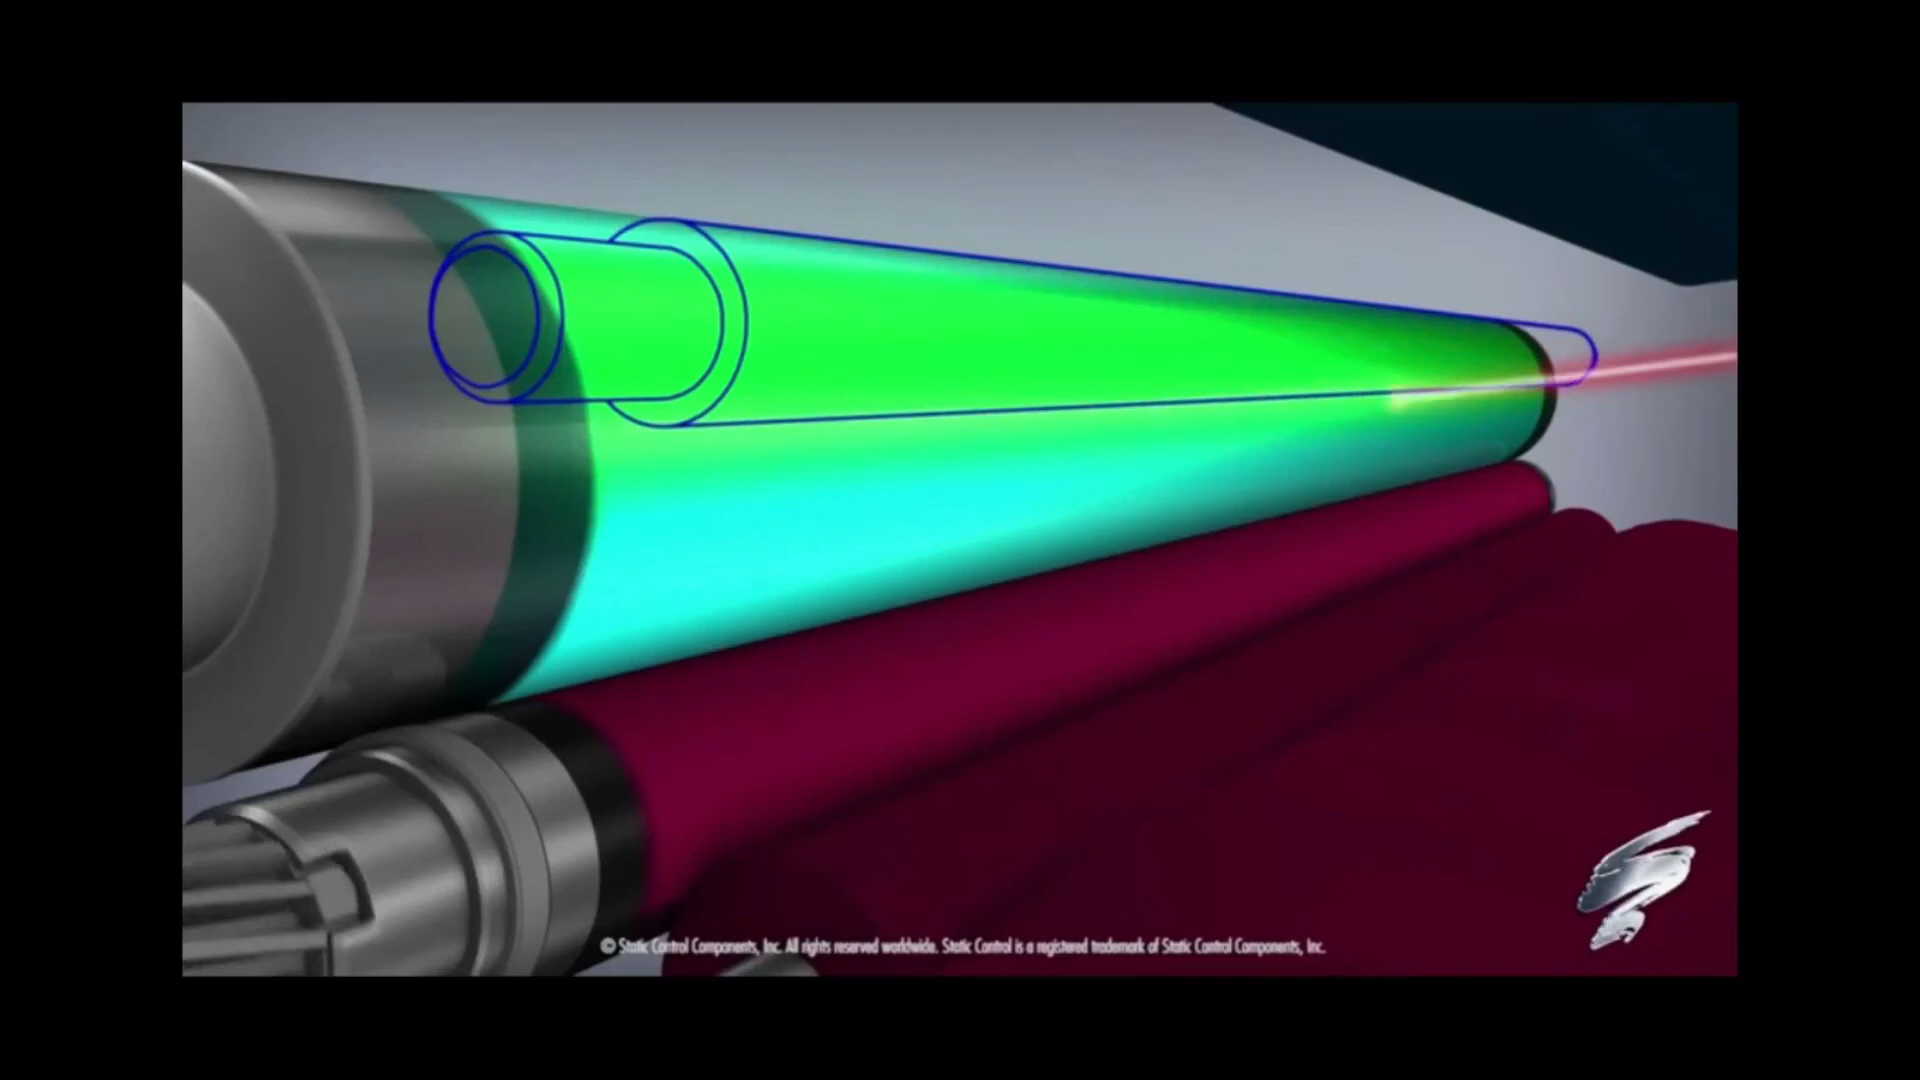 © Static Control Components, Inc. All rights reserved worldwide. Static Control is a registered trademark of Static Control Components, Inc.